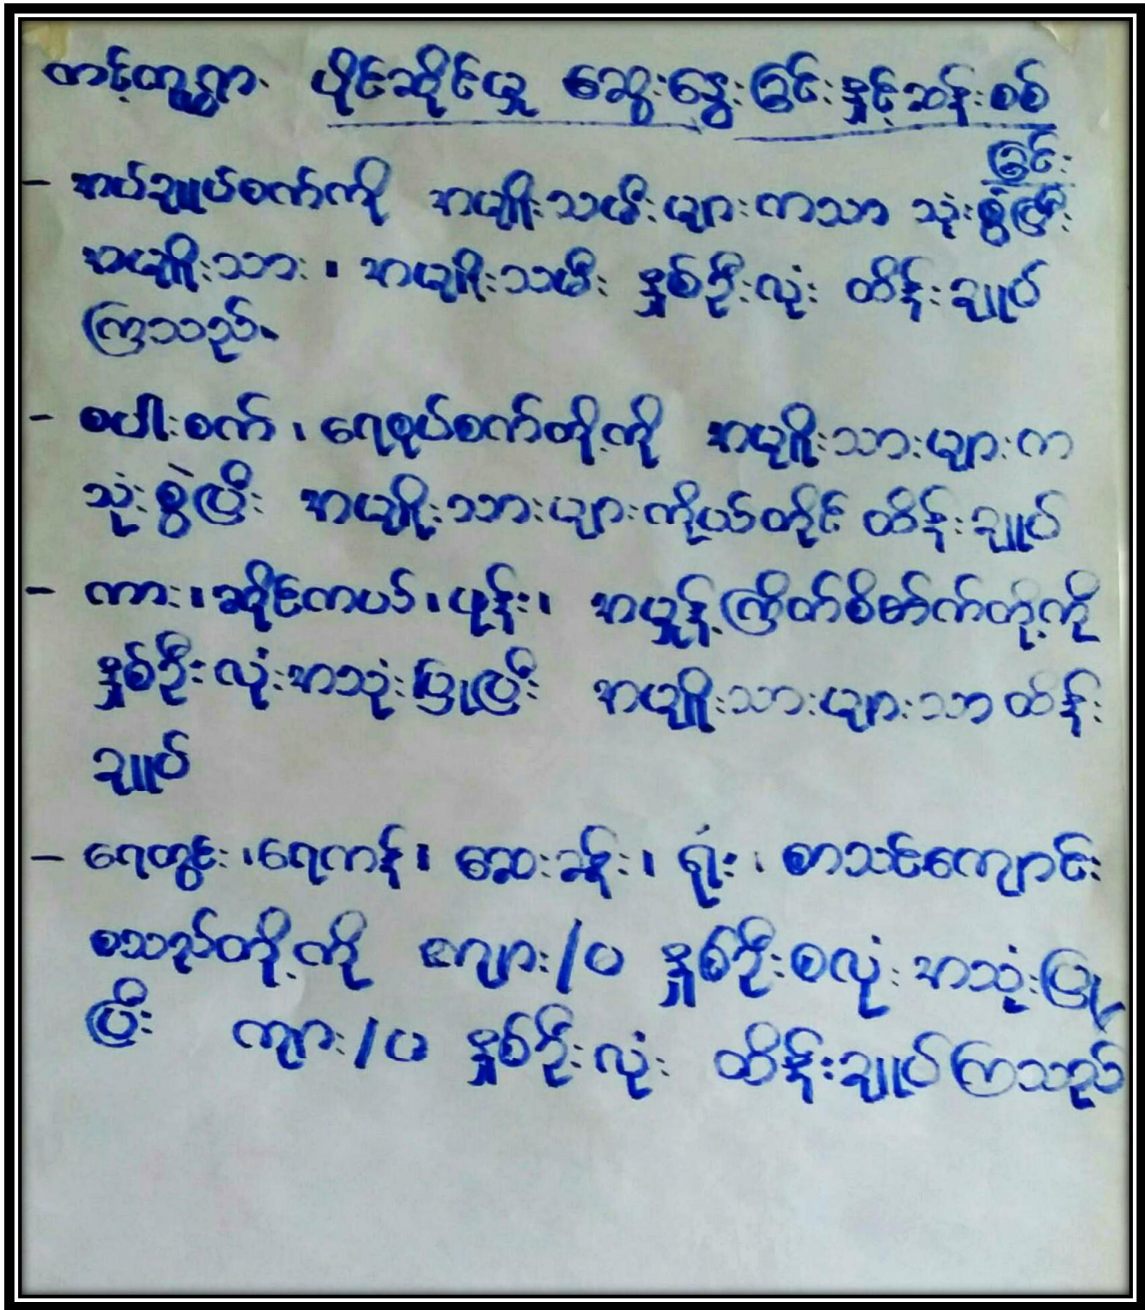 တင့်ထူးရွာ ပိုင်ဆိုင်မှု ဆွေးနွေးခြင်းနှင့်ဆန်းစစ်
ခြင်း
- အပ်ချုပ်စက်ကို အမျိုးသမီးများကသာ သုံးစွဲပြီး
အမျိုးသား၊ အမျိုးသမီး နှစ်ဦးလုံး ထိန်းချုပ်
ကြသည်။
- စပါးစက်၊ ရေစုပ်စက်တို့ကို အမျိုးသားများက
သုံးစွဲပြီး အမျိုးသားများကိုယ်တိုင် ထိန်းချုပ်
- ကား၊ ဆိုင်ကယ်၊ ဖုန်း၊ အမှုန့်ကြိတ်စက်တို့ကို
နှစ်ဦးလုံးအသုံးပြုပြီး အမျိုးသားများသာ ထိန်း
ချုပ်
- ရေတွင်း၊ ရေကန်၊ ဆေးခန်း၊ ရုံး၊ စာသင်ကျောင်း
စသည်တို့ကို ကျား/မ နှစ်ဦးစလုံး အသုံးပြု
ပြီး ကျား/မ နှစ်ဦးလုံး ထိန်းချုပ်ကြသည်